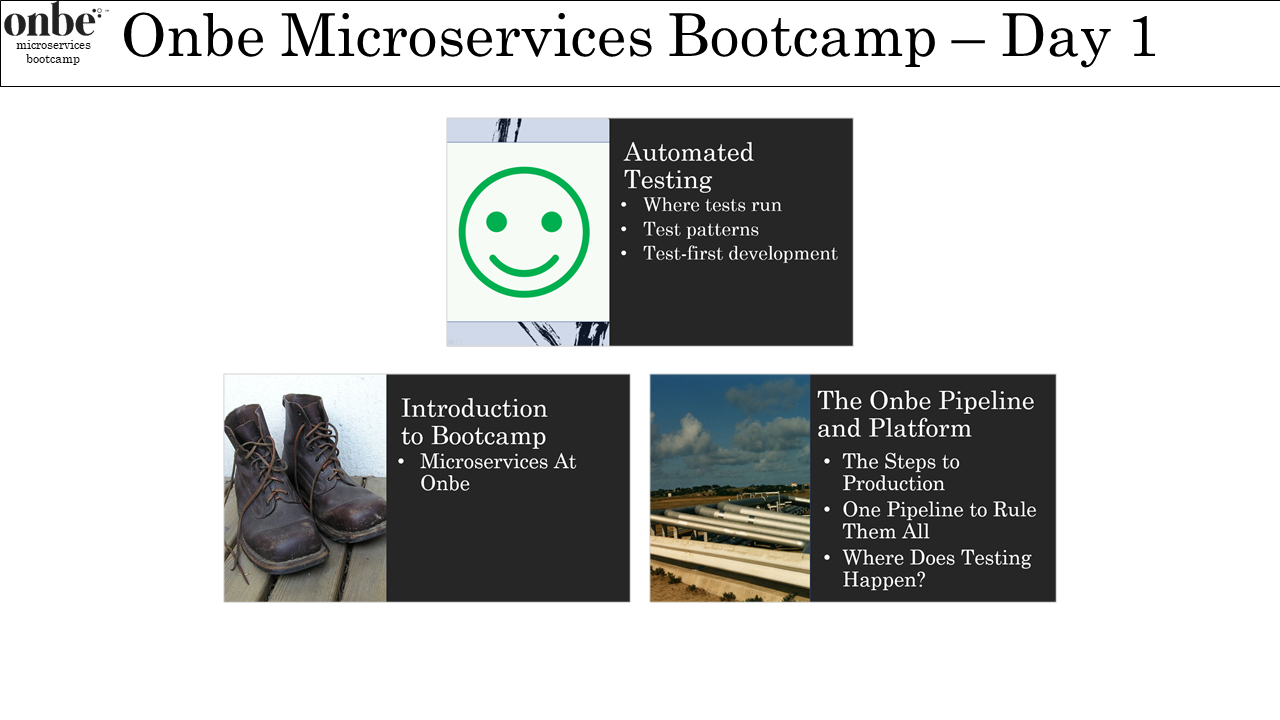 onbe
microservices
bootcamp
Onbe Microservices Bootcamp – Day 1
Automated
Testing
• Where tests run
• Test patterns
• Test-first development
Introduction
to Bootcamp
• Microservices At
Onbe
The Onbe Pipeline
and Platform
• The Steps to
Production
• One Pipeline to Rule
Them All
• Where Does Testing
Happen?